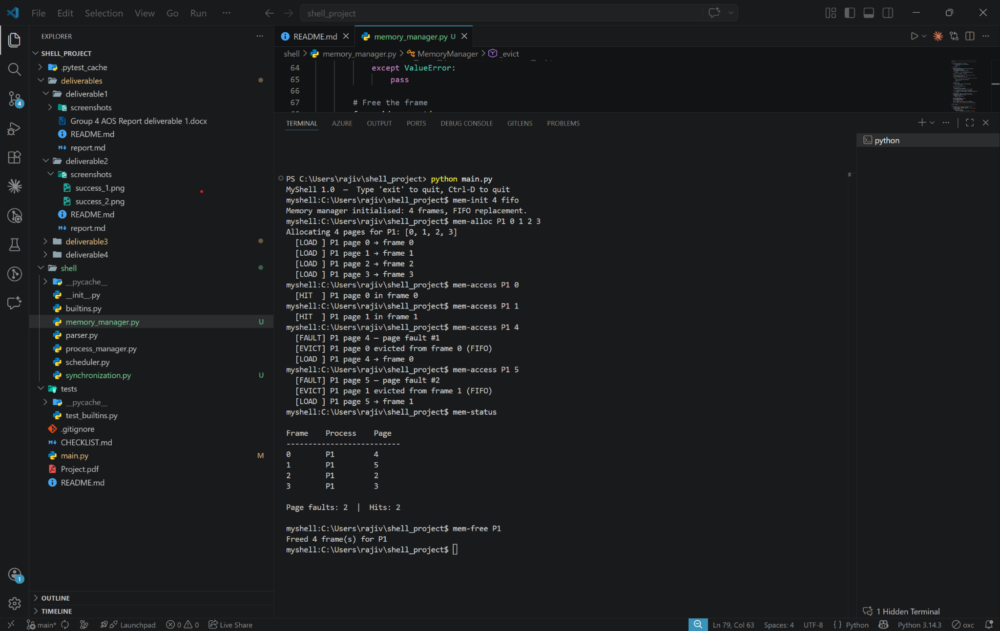 File Edit Selection View Go Run ···
shell_project
EXPLORER
SHELL_PROJECT
.pytest_cache
deliverables
deliverable1
screenshots
Group 4 AOS Report deliverable 1.docx
README.md
report.md
deliverable2
screenshots
success_1.png
success_2.png
README.md
report.md
deliverable3
deliverable4
shell
__pycache__
__init__.py
builtins.py
memory_manager.py U
parser.py
process_manager.py
scheduler.py
synchronization.py U
tests
__pycache__
test_builtins.py
.gitignore
CHECKLIST.md
main.py M
Project.pdf
README.md
OUTLINE
TIMELINE
4
1
README.md
memory_manager.py U
shell > memory_manager.py > MemoryManager > _evict
64 except ValueError:
65 pass
66
67 # Free the frame
TERMINAL AZURE OUTPUT PORTS DEBUG CONSOLE GITLENS PROBLEMS
PS C:\Users\rajiv\shell_project> python main.py
MyShell 1.0 — Type 'exit' to quit, Ctrl-D to quit
myshell:C:\Users\rajiv\shell_project$ mem-init 4 fifo
Memory manager initialised: 4 frames, FIFO replacement.
myshell:C:\Users\rajiv\shell_project$ mem-alloc P1 0 1 2 3
Allocating 4 pages for P1: [0, 1, 2, 3]
[LOAD ] P1 page 0 → frame 0
[LOAD ] P1 page 1 → frame 1
[LOAD ] P1 page 2 → frame 2
[LOAD ] P1 page 3 → frame 3
myshell:C:\Users\rajiv\shell_project$ mem-access P1 0
[HIT  ] P1 page 0 in frame 0
myshell:C:\Users\rajiv\shell_project$ mem-access P1 1
[HIT  ] P1 page 1 in frame 1
myshell:C:\Users\rajiv\shell_project$ mem-access P1 4
[FAULT] P1 page 4 — page fault #1
[EVICT] P1 page 0 evicted from frame 0 (FIFO)
[LOAD ] P1 page 4 → frame 0
myshell:C:\Users\rajiv\shell_project$ mem-access P1 5
[FAULT] P1 page 5 — page fault #2
[EVICT] P1 page 1 evicted from frame 1 (FIFO)
[LOAD ] P1 page 5 → frame 1
myshell:C:\Users\rajiv\shell_project$ mem-status
Frame Process Page
--------------------------
0 P1 4
1 P1 5
2 P1 2
3 P1 3
Page faults: 2 | Hits: 2
myshell:C:\Users\rajiv\shell_project$ mem-free P1
Freed 4 frame(s) for P1
myshell:C:\Users\rajiv\shell_project$
python
1 Hidden Terminal
main* Launchpad 0 0 Live Share Ln 79, Col 63 Spaces: 4 UTF-8 { } Python Python 3.14.3 oxc